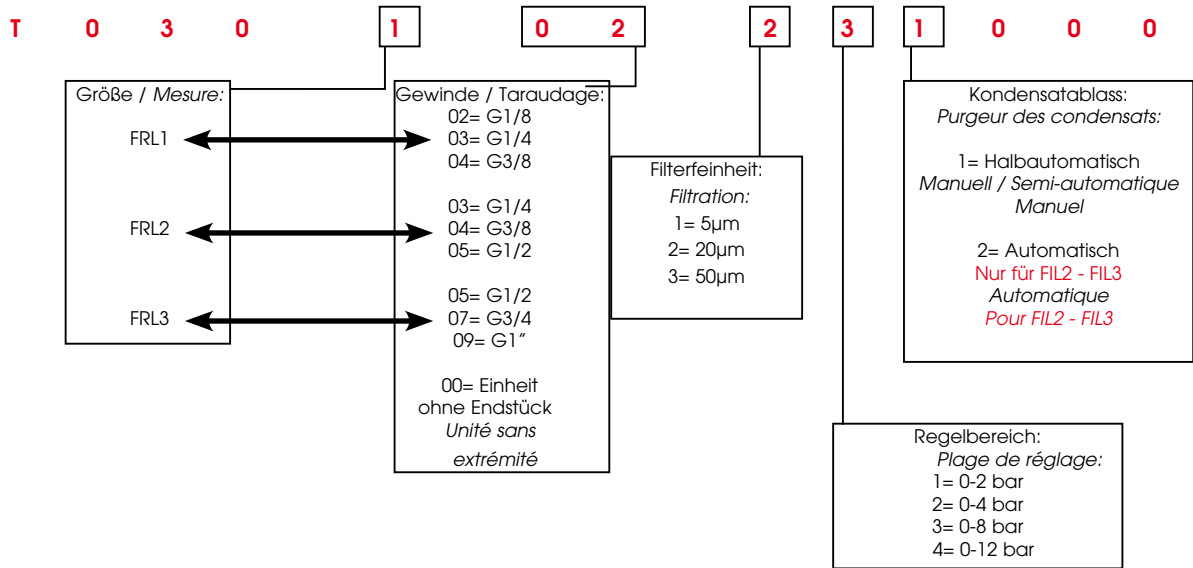 T 0 3 0 1 0 2 2 3 1 0 0 0
Größe / Mesure:
FRL1
FRL2
FRL3
Gewinde / Taraudage:
02= G1/8
03= G1/4
04= G3/8
03= G1/4
04= G3/8
05= G1/2
05= G1/2
07= G3/4
09= G1”
00= Einheit
ohne Endstück
Unité sans
extrémité
Filterfeinheit:
Filtration:
1= 5µm
2= 20µm
3= 50µm
Kondensatablass:
Purgeur des condensats:
1= Halbautomatisch
Manuell / Semi-automatique
Manuel
2= Automatisch
Nur für FIL2 - FIL3
Automatique
Pour FIL2 - FIL3
Regelbereich:
Plage de réglage:
1= 0-2 bar
2= 0-4 bar
3= 0-8 bar
4= 0-12 bar